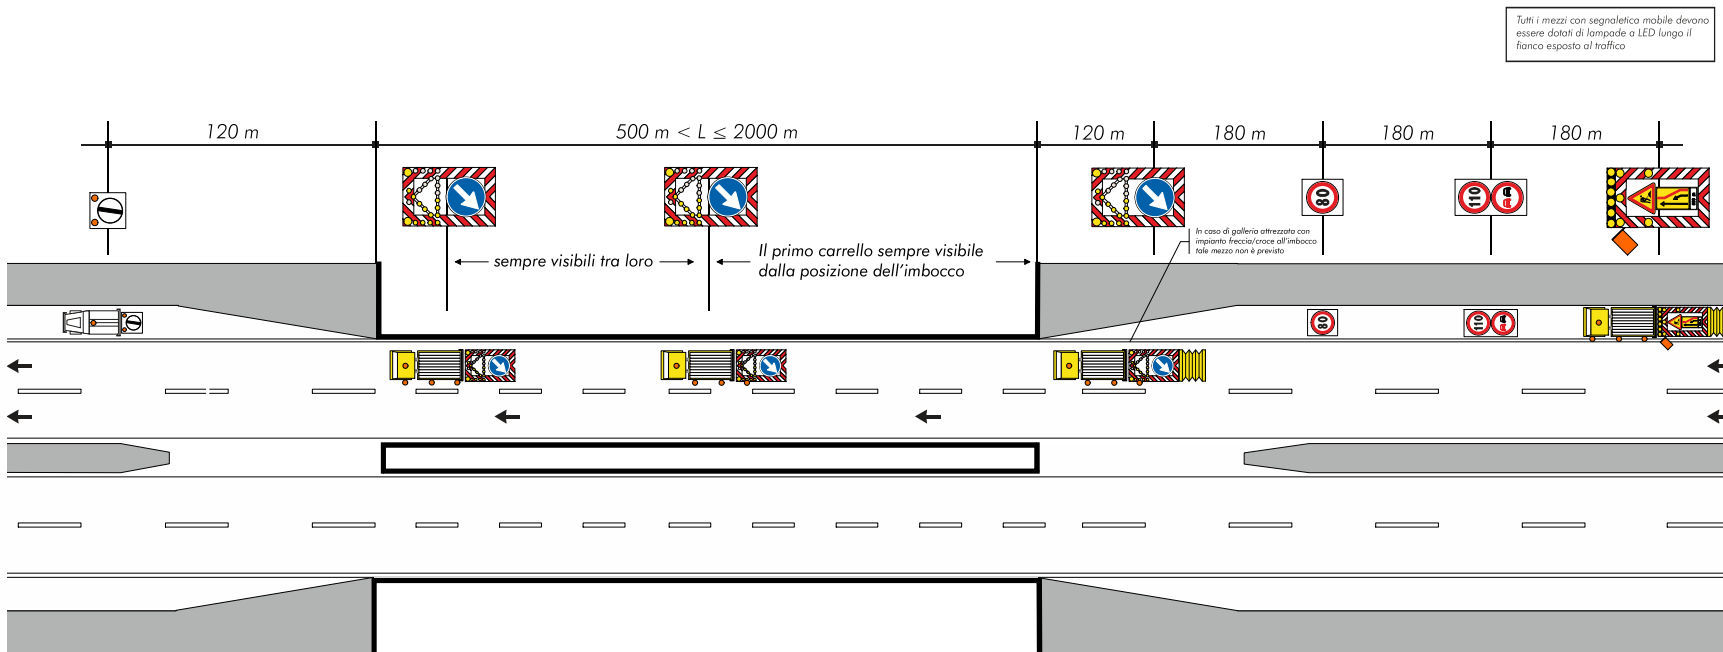 Tutti i mezzi con segnaletica mobile devono
essere dotati di lampade a LED lungo il
fianco esposto al traffico
120 m
500 m < L ≤ 2000 m
120 m
180 m
180 m
180 m
80
110
In caso di galleria attrezzata con
impianto freccia/croce all'imbocco
tale mezzo non è previsto
sempre visibili tra loro
Il primo carrello sempre visibile
dalla posizione dell'imbocco
80
110